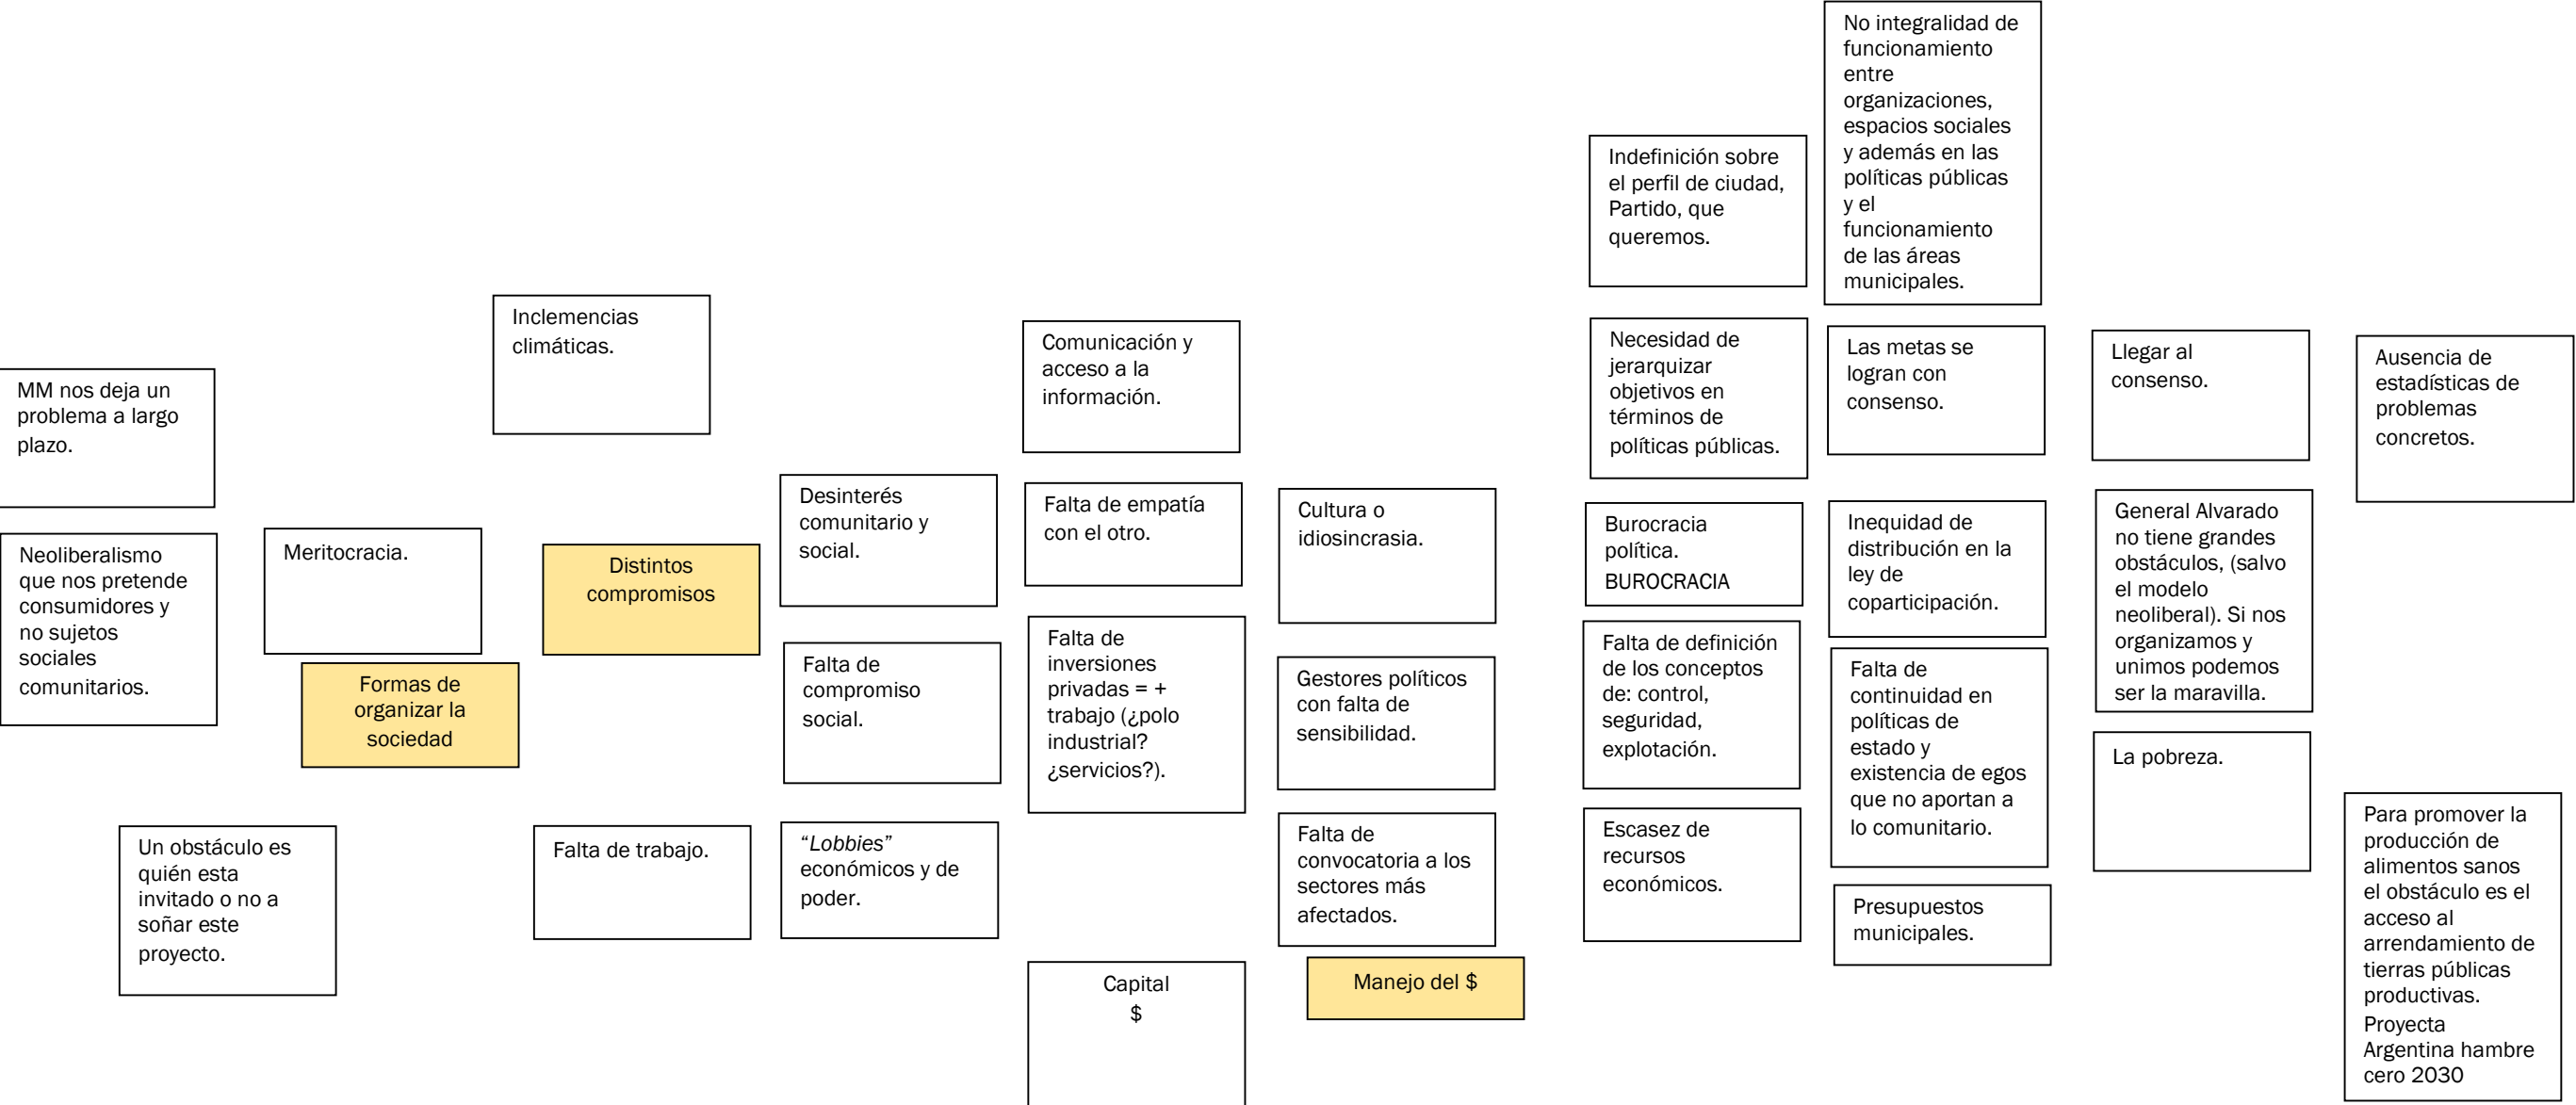 MM nos deja un
problema a largo
plazo.
Neoliberalismo
que nos pretende
consumidores y
no sujetos
sociales
comunitarios.
Un obstáculo es
quién esta
invitado o no a
soñar este
proyecto.
Meritocracia.
Formas de
organizar la
sociedad
Inclemencias
climáticas.
Distintos
compromisos
Falta de trabajo.
Desinterés
comunitario y
social.
Falta de
compromiso
social.
“Lobbies”
económicos y de
poder.
Comunicación y
acceso a la
información.
Falta de empatía
con el otro.
Falta de
inversiones
privadas = +
trabajo (¿polo
industrial?
¿servicios?).
Capital
$
Cultura o
idiosincrasia.
Gestores políticos
con falta de
sensibilidad.
Falta de
convocatoria a los
sectores más
afectados.
Manejo del $
Indefinición sobre
el perfil de ciudad,
Partido, que
queremos.
Necesidad de
jerarquizar
objetivos en
términos de
políticas públicas.
Burocracia
política.
BUROCRACIA
Falta de definición
de los conceptos
de: control,
seguridad,
explotación.
Escasez de
recursos
económicos.
No integralidad de
funcionamiento
entre
organizaciones,
espacios sociales
y además en las
políticas públicas
y el
funcionamiento
de las áreas
municipales.
Las metas se
logran con
consenso.
Inequidad de
distribución en la
ley de
coparticipación.
Falta de
continuidad en
políticas de
estado y
existencia de egos
que no aportan a
lo comunitario.
Presupuestos
municipales.
Llegar al
consenso.
General Alvarado
no tiene grandes
obstáculos, (salvo
el modelo
neoliberal). Si nos
organizamos y
unimos podemos
ser la maravilla.
La pobreza.
Ausencia de
estadísticas de
problemas
concretos.
Para promover la
producción de
alimentos sanos
el obstáculo es el
acceso al
arrendamiento de
tierras públicas
productivas.
Proyecta
Argentina hambre
cero 2030